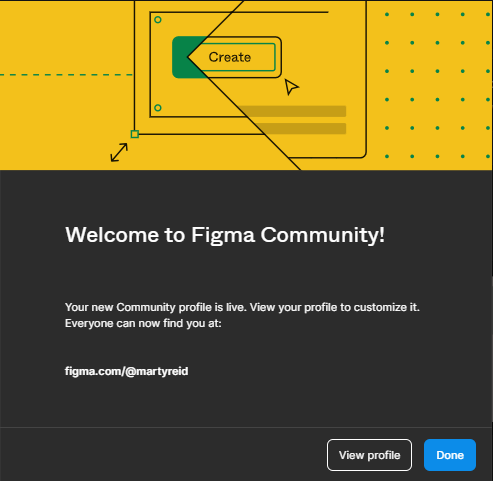 Create
Welcome to Figma Community!
Your new Community profile is live. View your profile to customize it.
Everyone can now find you at:
figma.com/@martyreid
View profile
Done